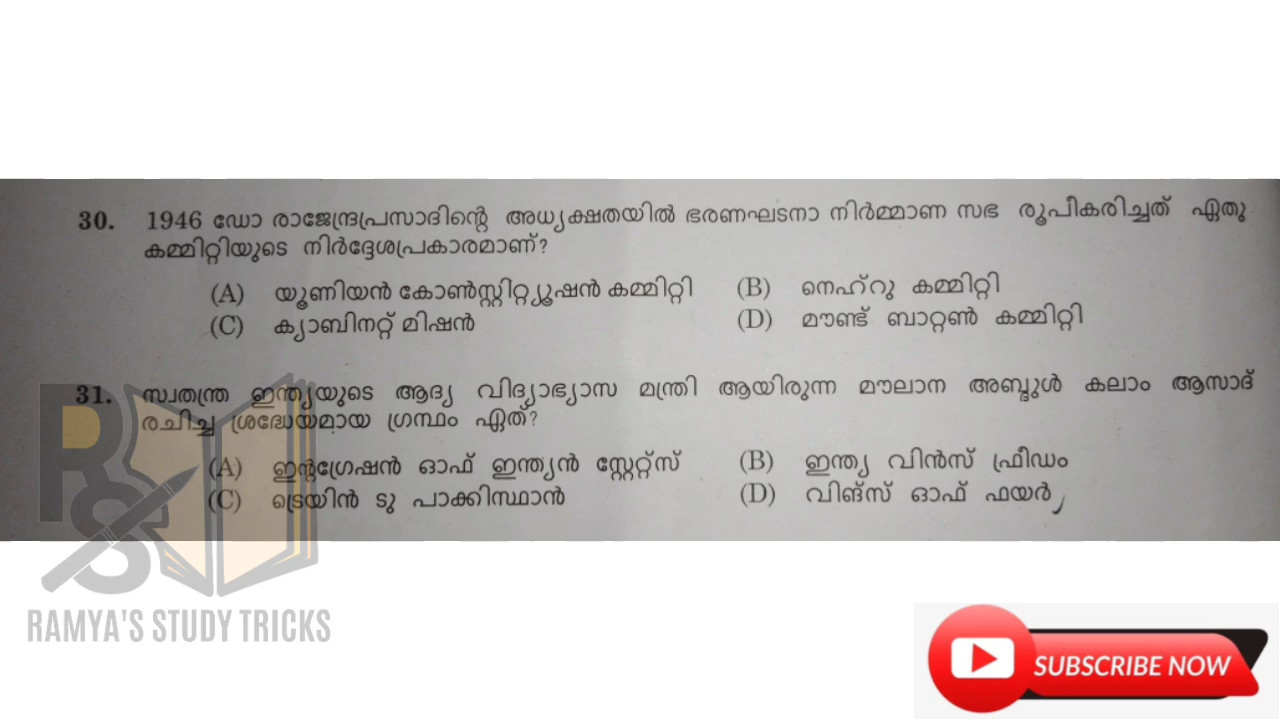 30. 1946 ഡോ രാജേന്ദ്രപ്രസാദിന്റെ അധ്യക്ഷതയിൽ ഭരണഘടനാ നിർമ്മാണ സഭ രൂപീകരിച്ചത് ഏതു
കമ്മിറ്റിയുടെ നിർദ്ദേശപ്രകാരമാണ്?
(A) യൂണിയൻ കോൺസ്റ്റിറ്റ്യൂഷൻ കമ്മിറ്റി (B) നെഹ്റു കമ്മിറ്റി
(C) ക്യാബിനറ്റ് മിഷൻ (D) മൗണ്ട് ബാറ്റൺ കമ്മിറ്റി
31. സ്വതന്ത്ര ഇന്ത്യയുടെ ആദ്യ വിദ്യാഭ്യാസ മന്ത്രി ആയിരുന്ന മൗലാന അബ്ദുൾ കലാം ആസാദ്
രചിച്ച ശ്രദ്ധേയമായ ഗ്രന്ഥം ഏത്?
(A) ഇന്റഗ്രേഷൻ ഓഫ് ഇന്ത്യൻ സ്റ്റേറ്റ്സ് (B) ഇന്ത്യ വിൻസ് ഫ്രീഡം
(C) ട്രെയിൻ ടു പാക്കിസ്ഥാൻ (D) വിങ്സ് ഓഫ് ഫയർ
RS
RAMYA'S STUDY TRICKS
SUBSCRIBE NOW